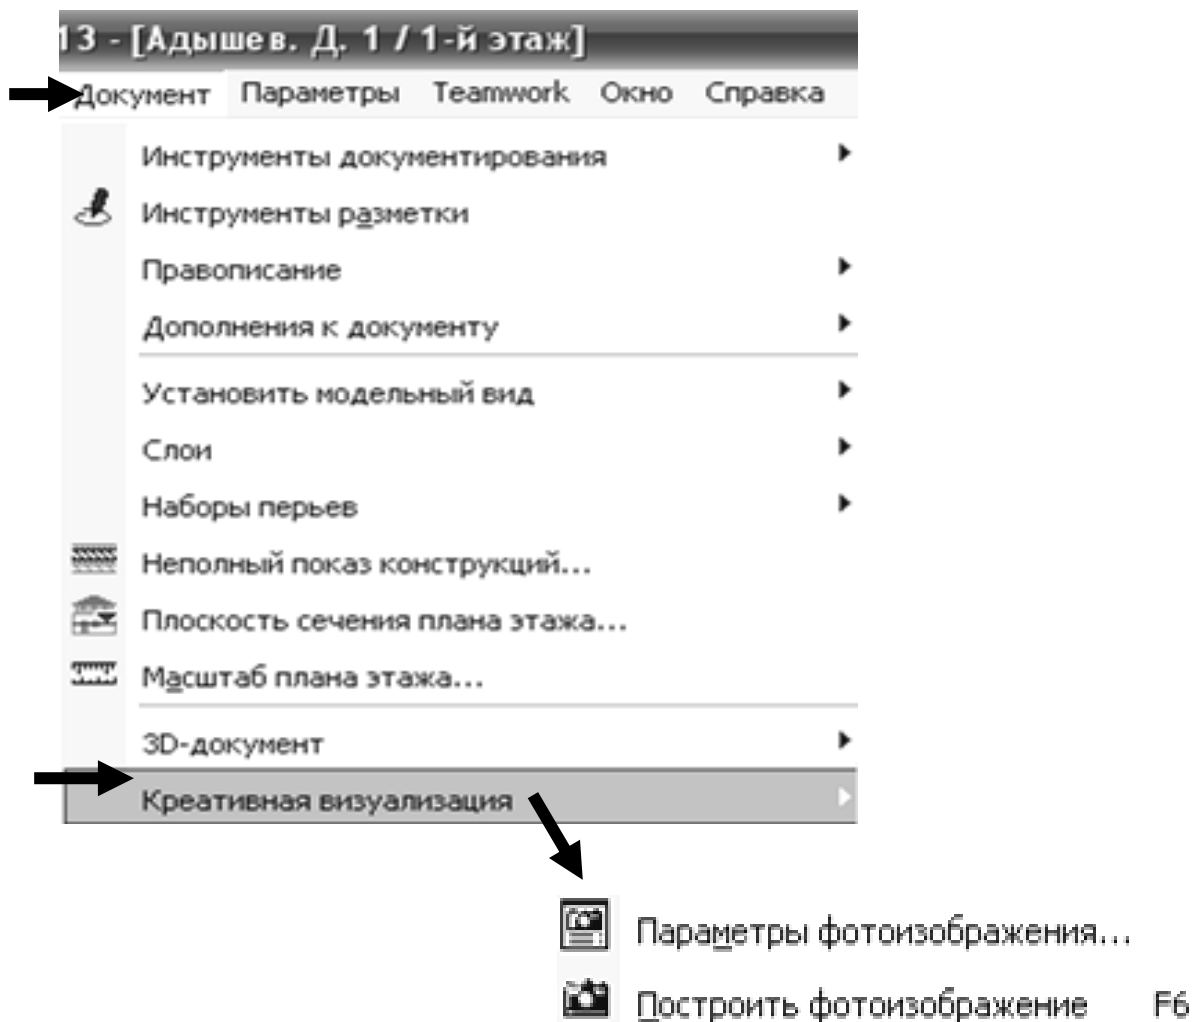 13 - [Адышев. Д. 1 / 1-й этаж]
Документ Параметры Teamwork Окно Справка
Инструменты документирования
Инструменты разметки
Правописание
Дополнения к документу
Установить модельный вид
Слои
Наборы перьев
Неполный показ конструкций...
Плоскость сечения плана этажа...
Масштаб плана этажа...
3D-документ
Креативная визуализация
Параметры фотоизображения...
Построить фотоизображение F6